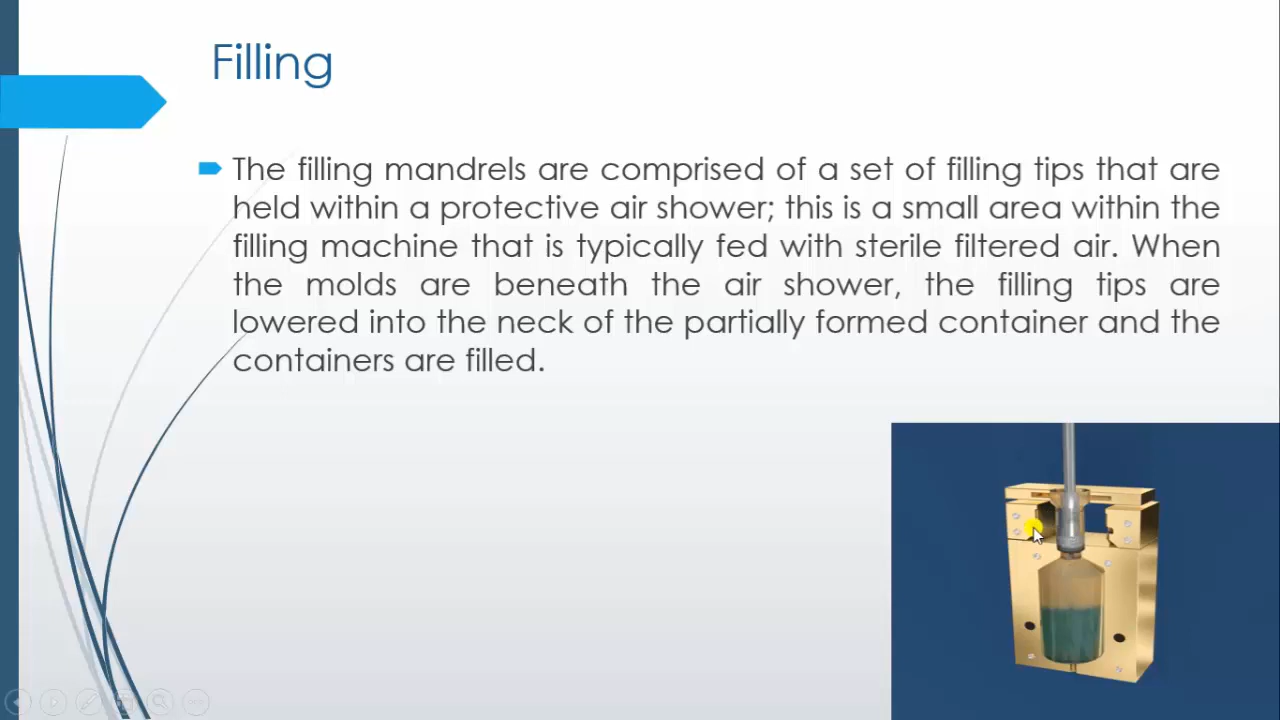 Filling
The filling mandrels are comprised of a set of filling tips that are
held within a protective air shower; this is a small area within the
filling machine that is typically fed with sterile filtered air. When
the molds are beneath the air shower, the filling tips are
lowered into the neck of the partially formed container and the
containers are filled.